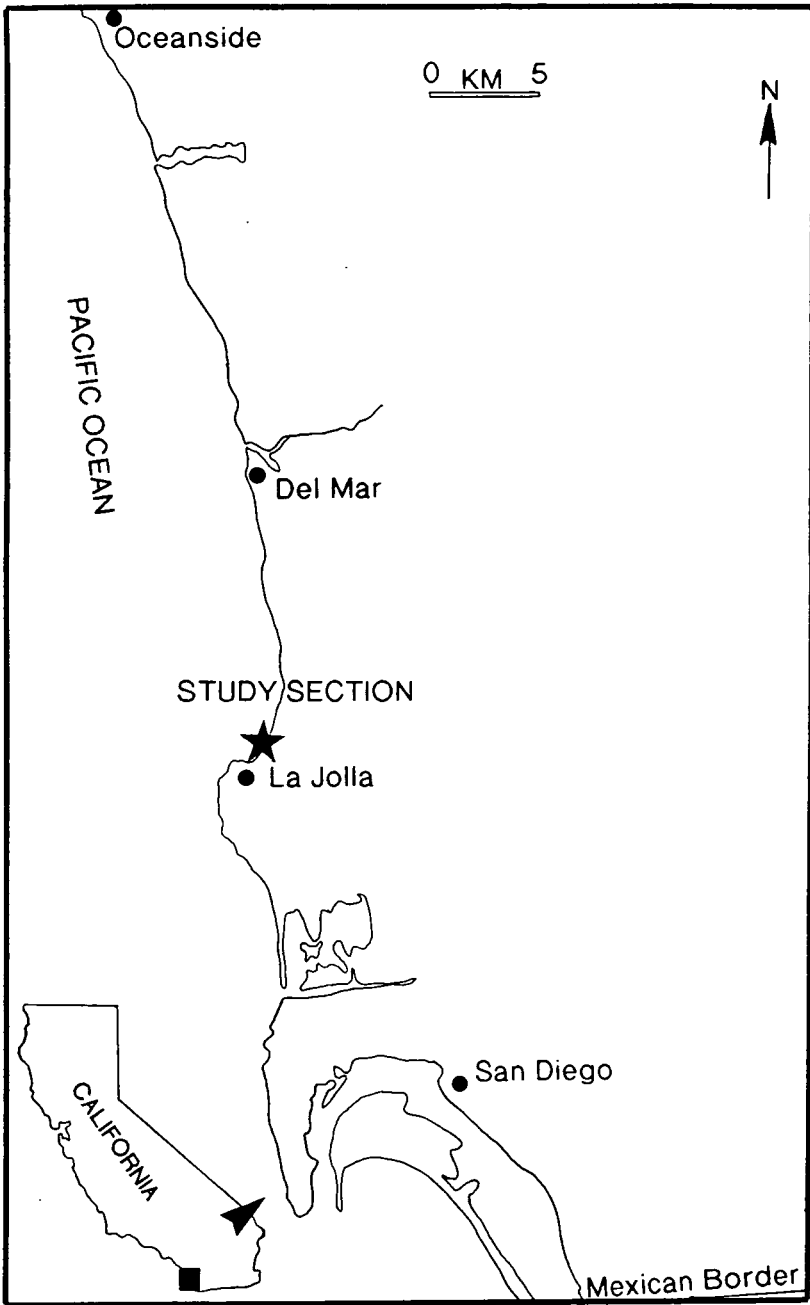 Oceanside
0 KM 5
N
PACIFIC OCEAN
Del Mar
STUDY SECTION
La Jolla
San Diego
CALIFORNIA
Mexican Border